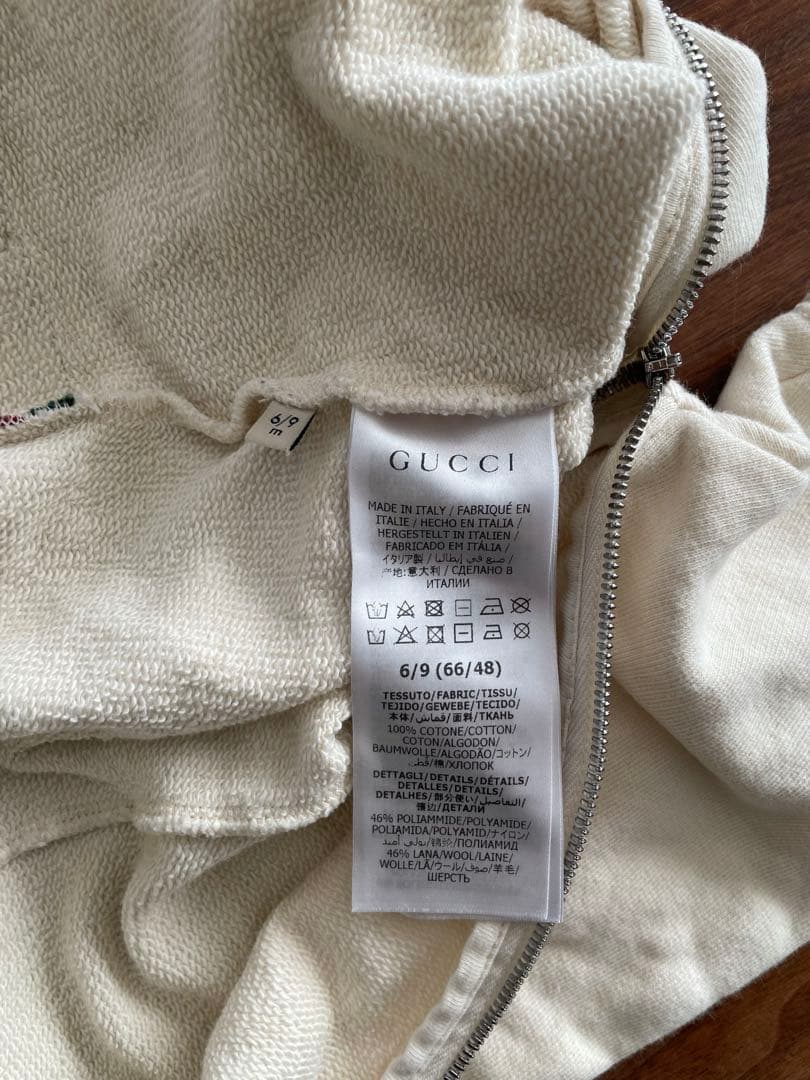 6/9
m
GUCCI
MADE IN ITALY / FABRIQUÉ EN
ITALIE / HECHO EN ITALIA /
HERGESTELLT IN ITALIEN /
FABRICADO EM ITÁLIA /
イタリア製 / صنع في إيطاليا /
产地:意大利 / СДЕЛАНО В
ИТАЛИИ
6/9 (66/48)
TESSUTO/FABRIC/TISSU/
TEJIDO/GEWEBE/TECIDO/
本体/قماش/面料/ТКАНЬ
100% COTONE/COTTON/
COTON/ALGODON/
BAUMWOLLE/ALGODÃO/コットン/
قطن/棉/ХЛОПОК
DETTAGLI/DETAILS/DÉTAILS/
DETALLES/DETAILS/
DETALHES/部分使い/التفاصيل/
镶边/ДЕТАЛИ
46% POLIAMMIDE/POLYAMIDE/
POLIAMIDA/POLYAMID/ナイロン/
بولي أميد/锦纶/ПОЛИАМИД
46% LANA/WOOL/LAINE/
WOLLE/LÃ/ウール/صوف/羊毛/
ШЕРСТЬ